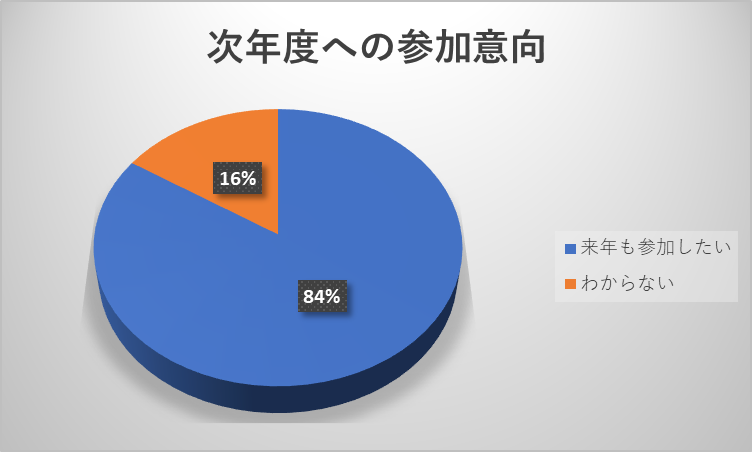 次年度への参加意向
16%
84%
来年も参加したい
わからない